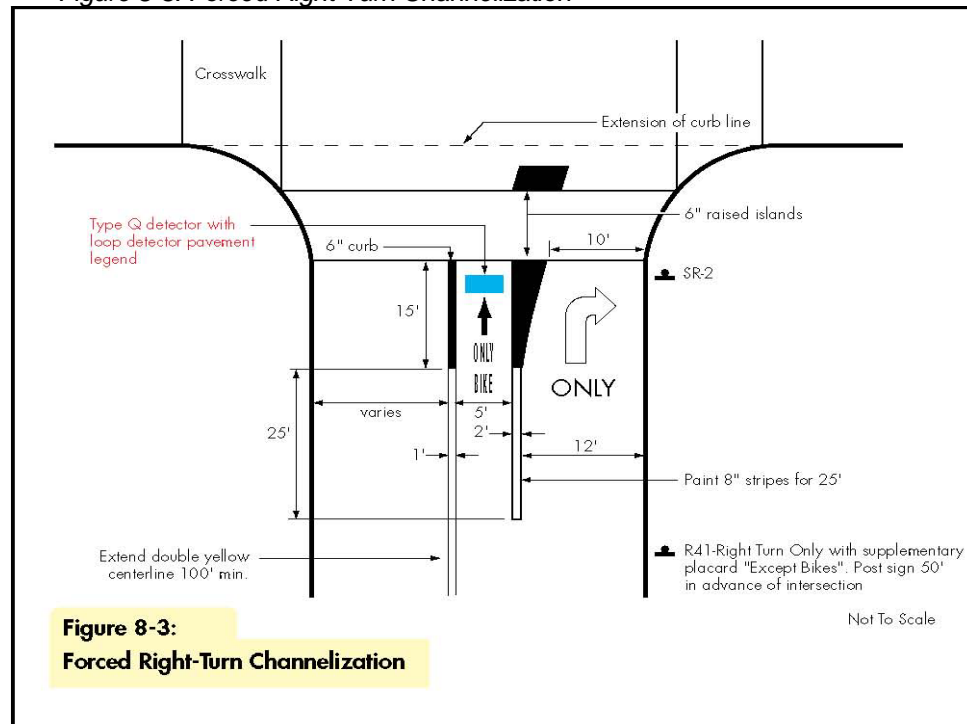 Figure 8-3: Forced Right-Turn Channelization
Crosswalk
Extension of curb line
Type Q detector with
loop detector pavement
legend
6" curb
6" raised islands
10'
SR-2
15'
ONLY
BIKE
ONLY
varies
5'
25'
2'
1'
12'
Paint 8" stripes for 25'
Extend double yellow
centerline 100' min.
R41-Right Turn Only with supplementary
placard "Except Bikes". Post sign 50'
in advance of intersection
Not To Scale
Figure 8-3:
Forced Right-Turn Channelization